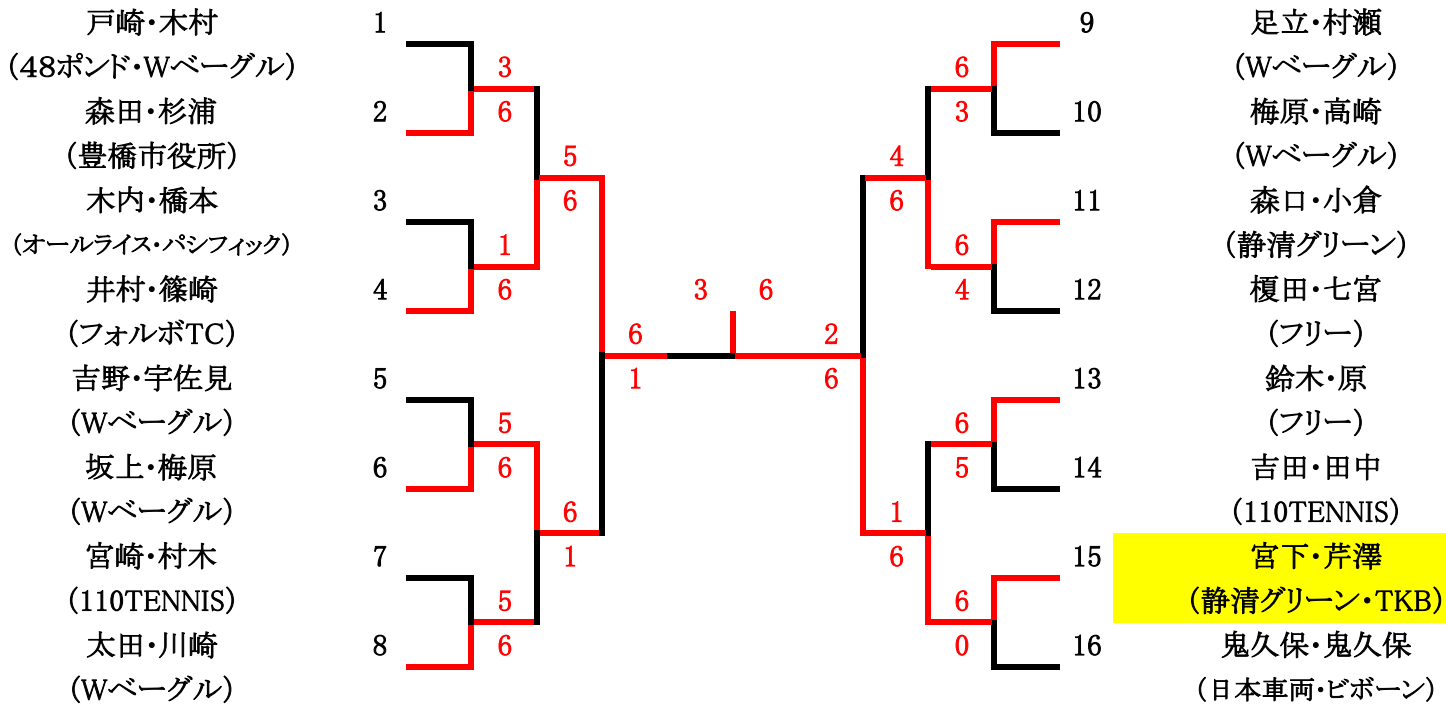 戸崎・木村 1
(48ポンド・Wベーグル)
3
森田・杉浦 2 6
(豊橋市役所)
5
木内・橋本 3 6
(オールライス・パシフィック)
1
井村・篠崎 4 6
(フォルボTC)
6
吉野・宇佐見 5 1
(Wベーグル)
5
坂上・梅原 6 6
(Wベーグル)
6
宮崎・村木 7 1
(110TENNIS)
5
太田・川崎 8 6
(Wベーグル)
3 6
9 足立・村瀬
6 (Wベーグル)
3 10 梅原・高崎
4 (Wベーグル)
6 11 森口・小倉
6 (静清グリーン)
4 12 榎田・七宮
2 (フリー)
6 13 鈴木・原
6 (フリー)
5 14 吉田・田中
1 (110TENNIS)
6 15 宮下・芹澤
6 (静清グリーン・TKB)
0 16 鬼久保・鬼久保
(日本車両・ビボーン)